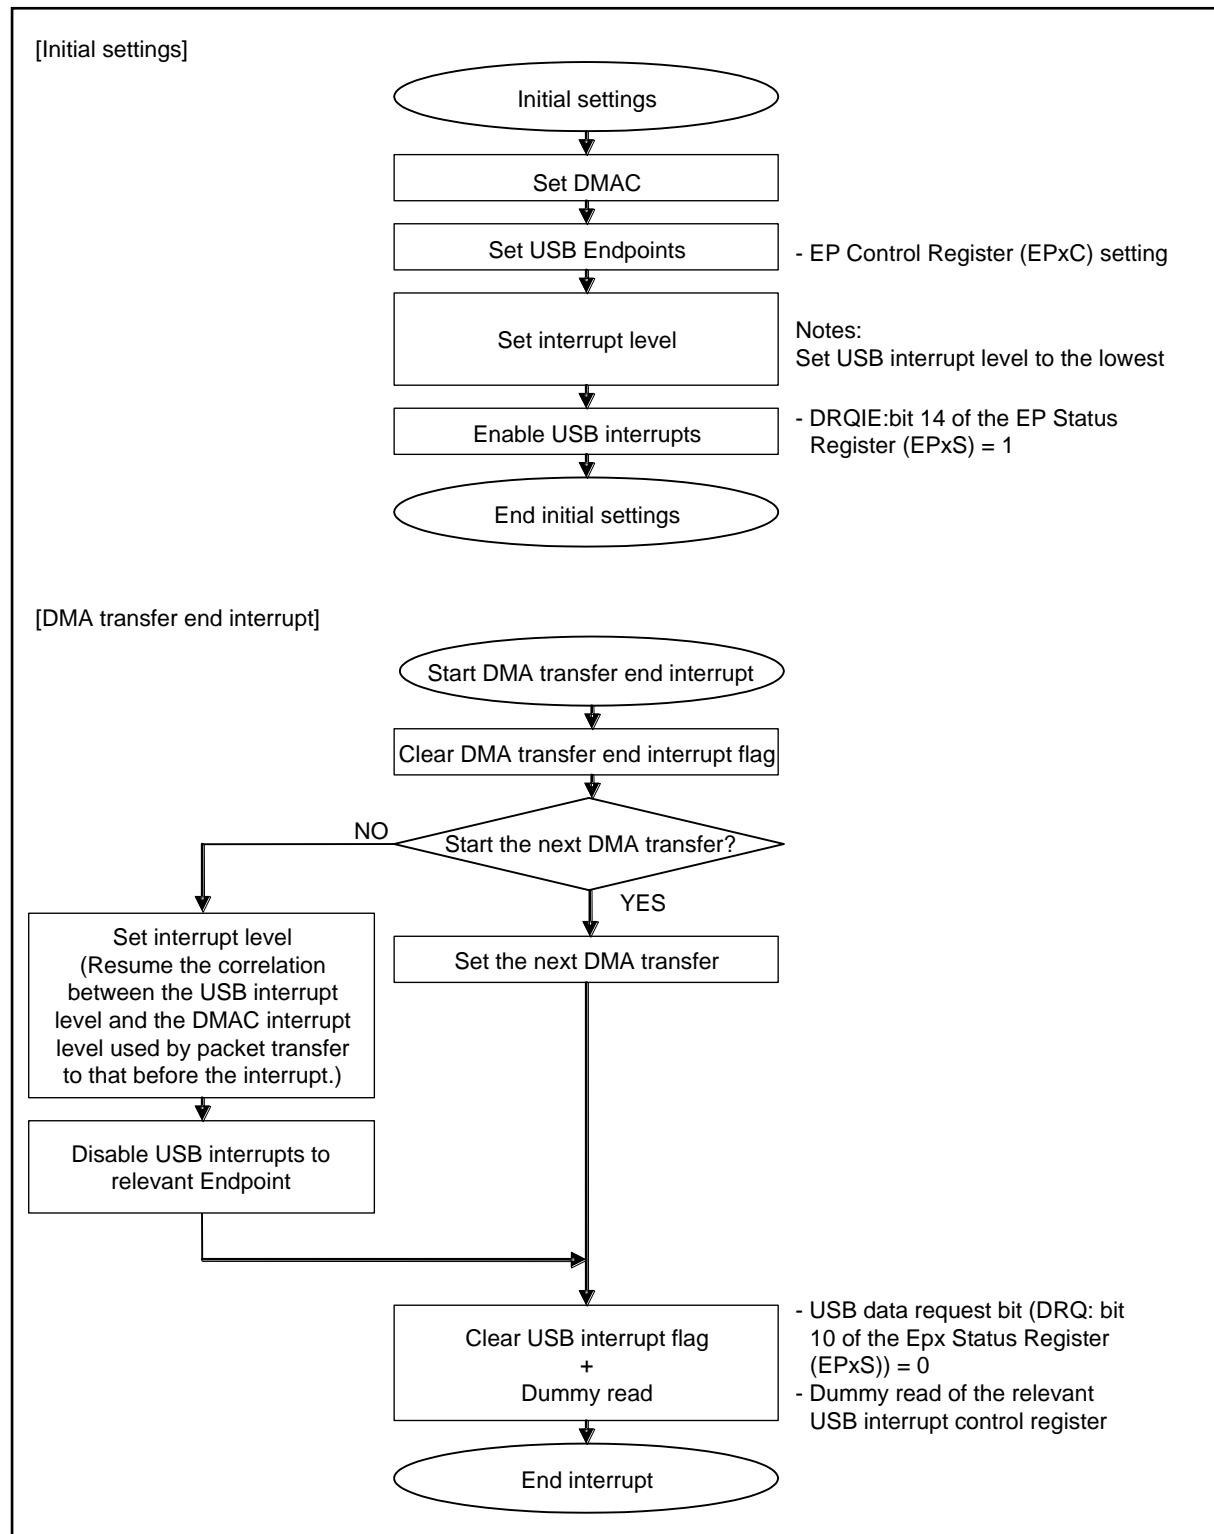 [Initial settings]
Initial settings
Set DMAC
Set USB Endpoints
- EP Control Register (EPxC) setting
Set interrupt level
Notes:
Set USB interrupt level to the lowest
Enable USB interrupts
- DRQIE:bit 14 of the EP Status
Register (EPxS) = 1
End initial settings
[DMA transfer end interrupt]
Start DMA transfer end interrupt
Clear DMA transfer end interrupt flag
Start the next DMA transfer?
NO
YES
Set interrupt level
(Resume the correlation
between the USB interrupt
level and the DMAC interrupt
level used by packet transfer
to that before the interrupt.)
Set the next DMA transfer
Disable USB interrupts to
relevant Endpoint
Clear USB interrupt flag
+
Dummy read
- USB data request bit (DRQ: bit
10 of the Epx Status Register
(EPxS)) = 0
- Dummy read of the relevant
USB interrupt control register
End interrupt